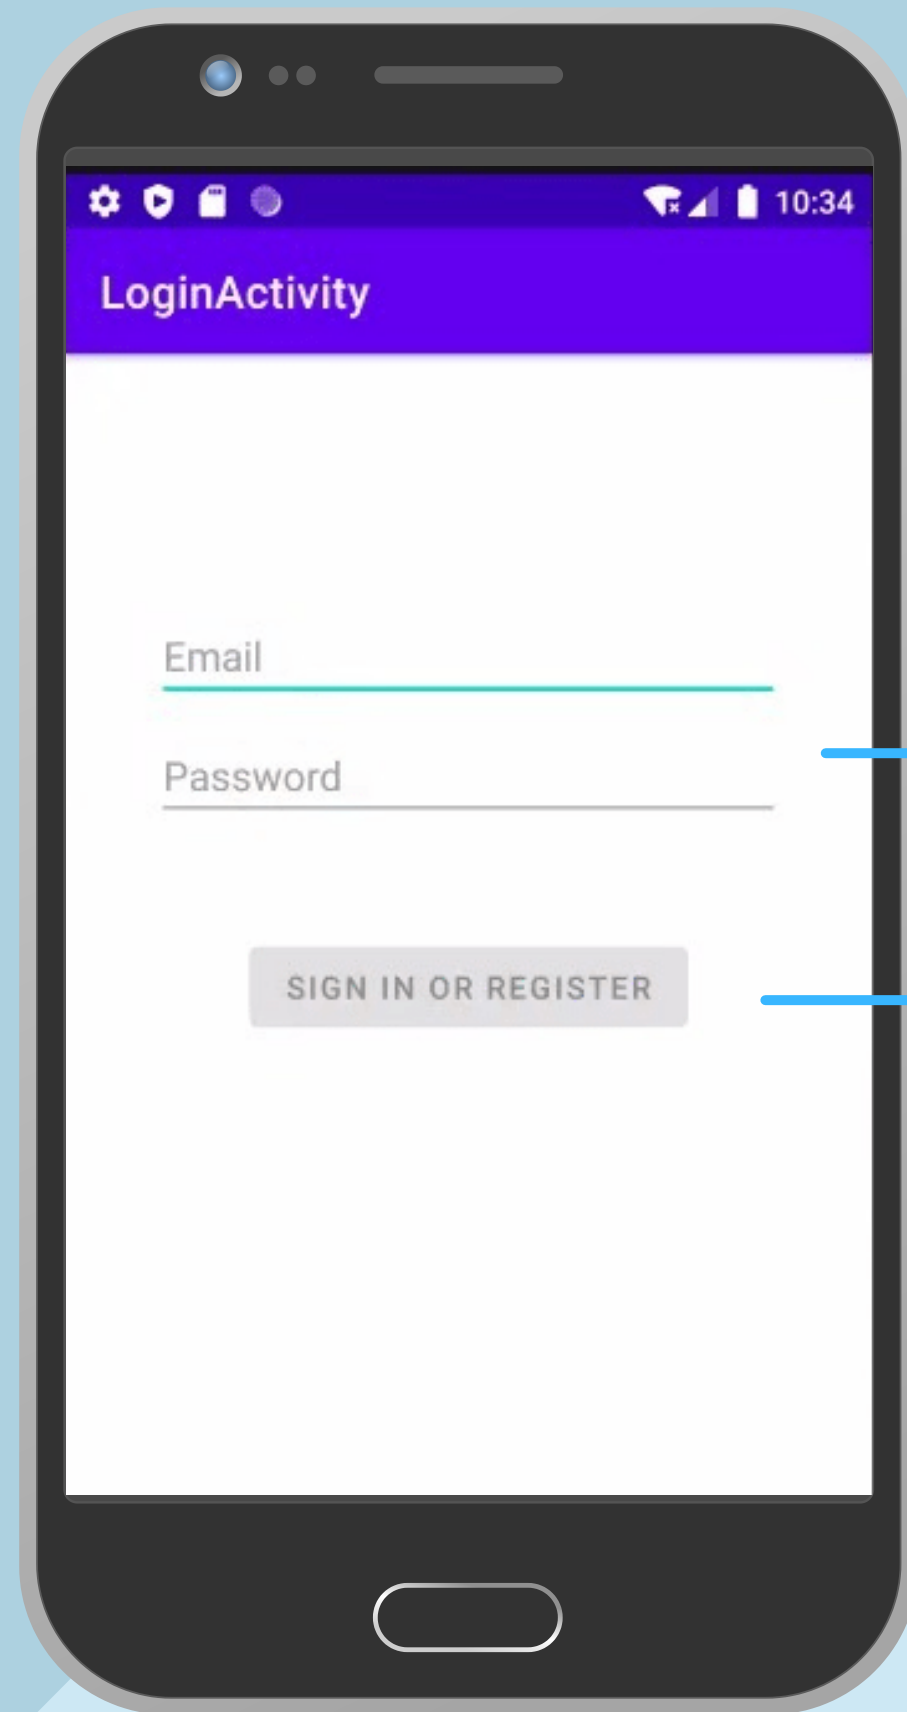 10:34
LoginActivity
Email
Password
SIGN IN OR REGISTER